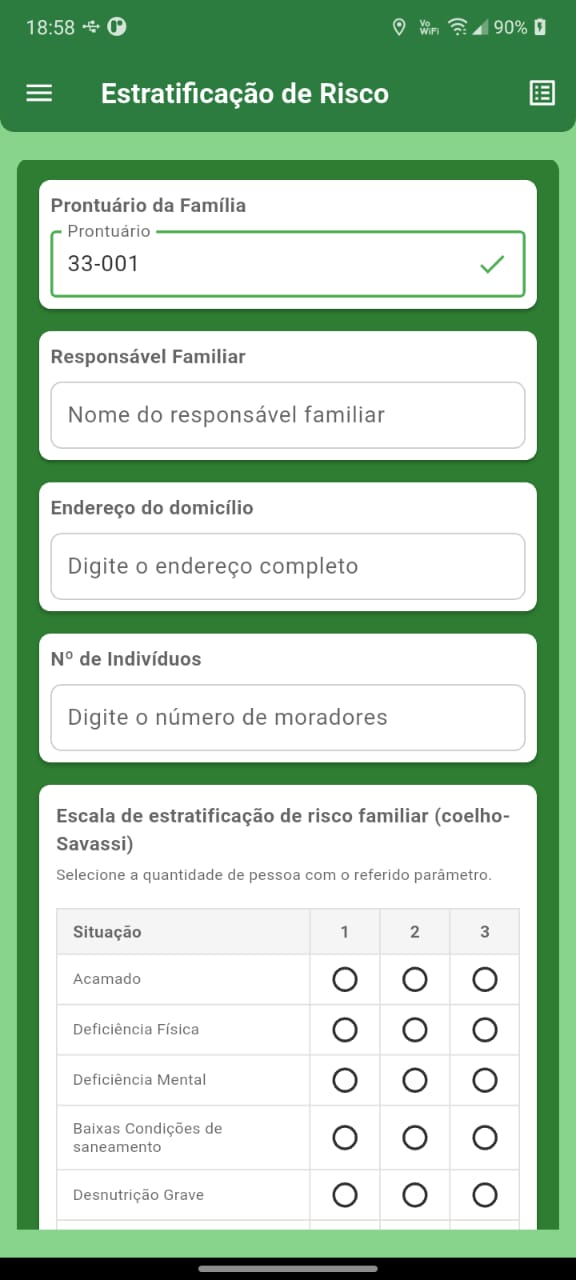 18:58
Vo WiFi
90%
Estratificação de Risco
Prontuário da Família
Prontuário
33-001
Responsável Familiar
Nome do responsável familiar
Endereço do domicílio
Digite o endereço completo
Nº de Indivíduos
Digite o número de moradores
Escala de estratificação de risco familiar (coelho-
Savassi)
Selecione a quantidade de pessoa com o referido parâmetro.
Situação 1 2 3
Acamado
Deficiência Física
Deficiência Mental
Baixas Condições de
saneamento
Desnutrição Grave